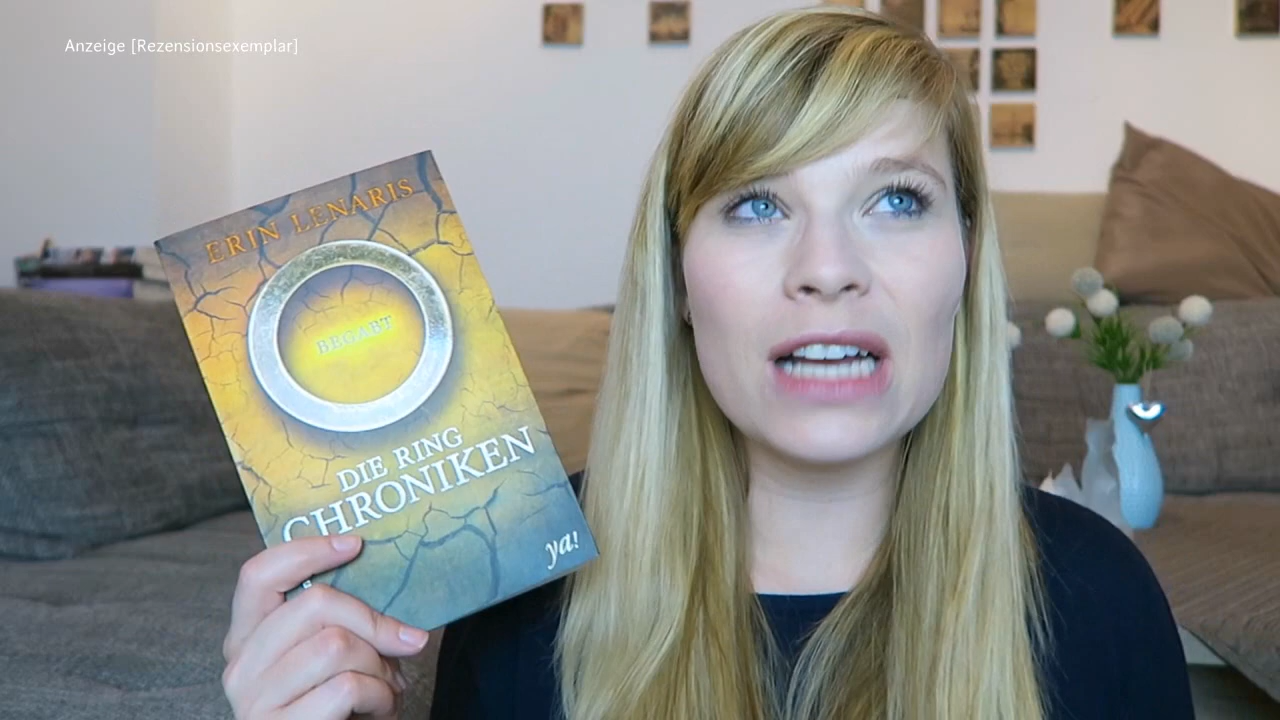 Anzeige [Rezensionsexemplar]
ERIN LENARIS
BEGABT
DIE RING
CHRONIKEN
ya!